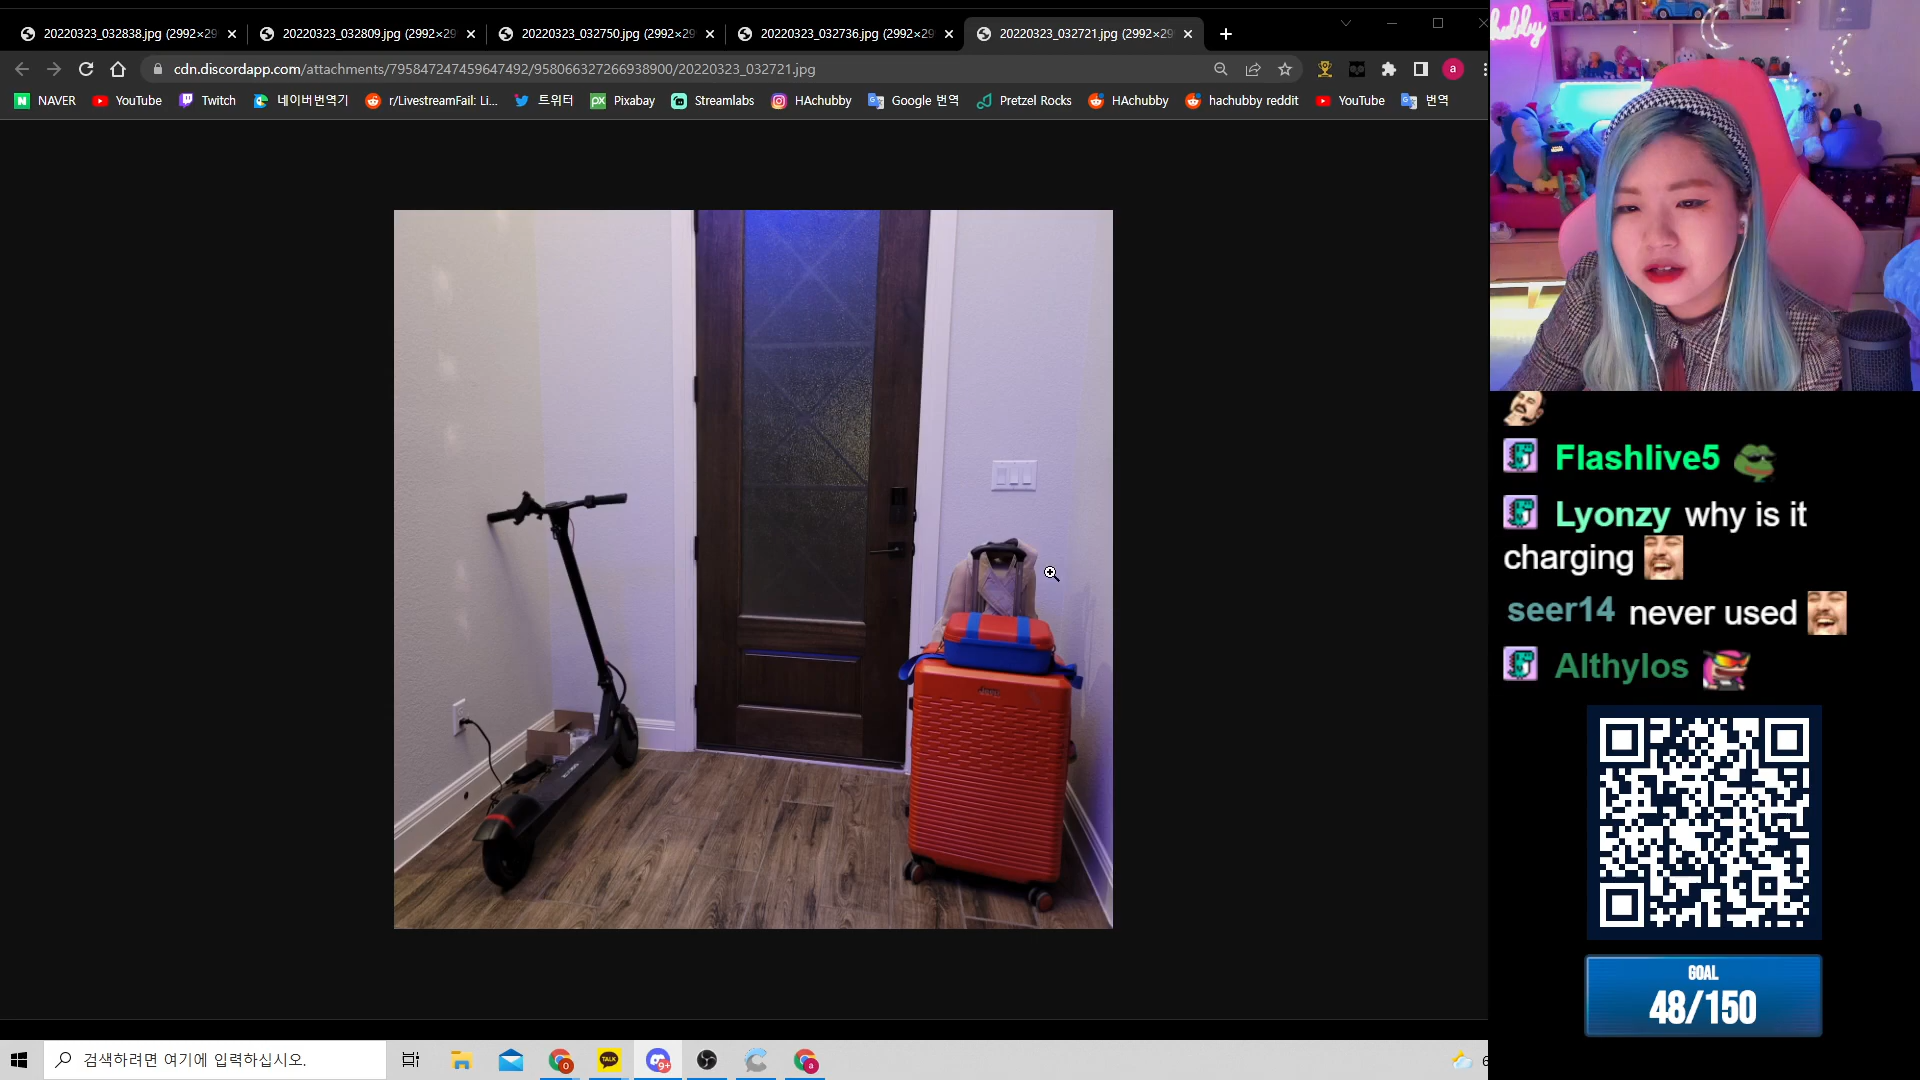 20220323_032838.jpg (2992×29
20220323_032809.jpg (2992×29
20220323_032750.jpg (2992×29
20220323_032736.jpg (2992×29
20220323_032721.jpg (2992×29
cdn.discordapp.com/attachments/795847247459647492/958066327266938900/20220323_032721.jpg
a
NAVER
YouTube
Twitch
네이버번역기
r/LivestreamFail: Li...
트위터
Pixabay
Streamlabs
HAchubby
Google 번역
Pretzel Rocks
HAchubby
hachubby reddit
YouTube
번역
Flashlive5
Lyonzy why is it
charging
seer14 never used
Althylos
GOAL
48/150
검색하려면 여기에 입력하십시오.
TALK
9+